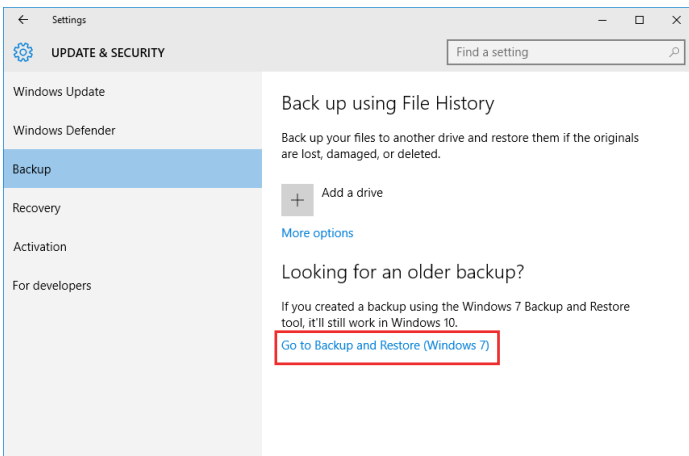 Settings
UPDATE & SECURITY
Find a setting
Windows Update
Windows Defender
Backup
Recovery
Activation
For developers
Back up using File History
Back up your files to another drive and restore them if the originals
are lost, damaged, or deleted.
Add a drive
More options
Looking for an older backup?
If you created a backup using the Windows 7 Backup and Restore
tool, it'll still work in Windows 10.
Go to Backup and Restore (Windows 7)